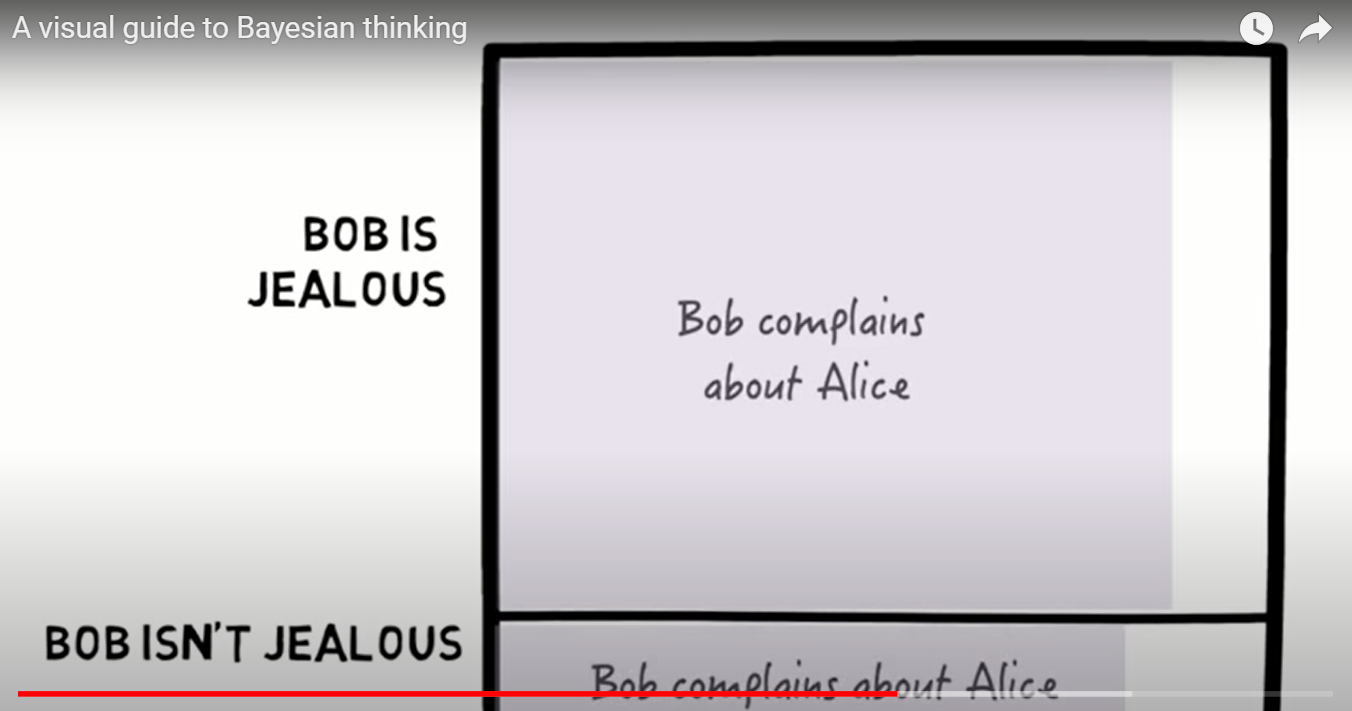 A visual guide to Bayesian thinking
BOB IS
JEALOUS
Bob complains
about Alice
BOB ISN'T JEALOUS
Bob complains about Alice